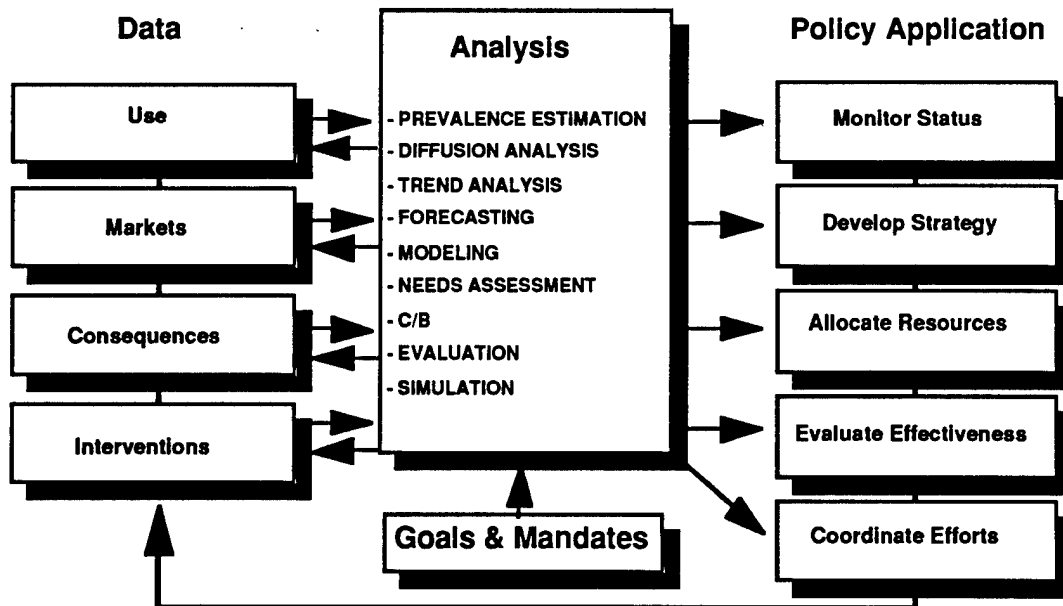 Data
Use
Markets
Consequences
Interventions
Analysis
- PREVALENCE ESTIMATION
- DIFFUSION ANALYSIS
- TREND ANALYSIS
- FORECASTING
- MODELING
- NEEDS ASSESSMENT
- C/B
- EVALUATION
- SIMULATION
Goals & Mandates
Policy Application
Monitor Status
Develop Strategy
Allocate Resources
Evaluate Effectiveness
Coordinate Efforts